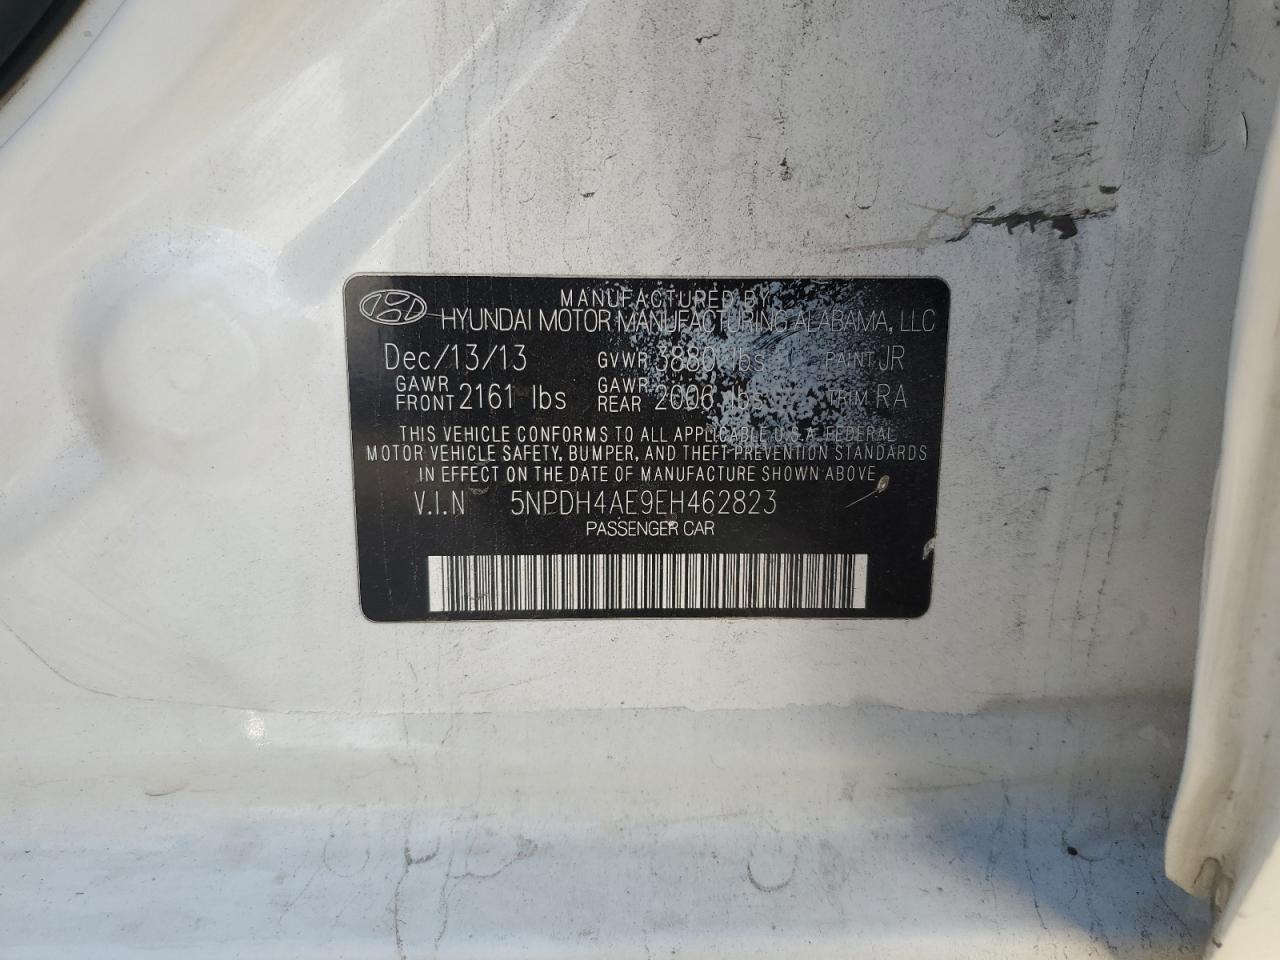 MANUFACTURED BY
HYUNDAI MOTOR MANUFACTURING ALABAMA, LLC
Dec/13/13 GVWR 3880 lbs PAINT JR
GAWR FRONT 2161 lbs GAWR REAR 2006 lbs TRIM RA
THIS VEHICLE CONFORMS TO ALL APPLICABLE U.S.A. FEDERAL
MOTOR VEHICLE SAFETY, BUMPER, AND THEFT PREVENTION STANDARDS
IN EFFECT ON THE DATE OF MANUFACTURE SHOWN ABOVE
V.I.N 5NPDH4AE9EH462823
PASSENGER CAR